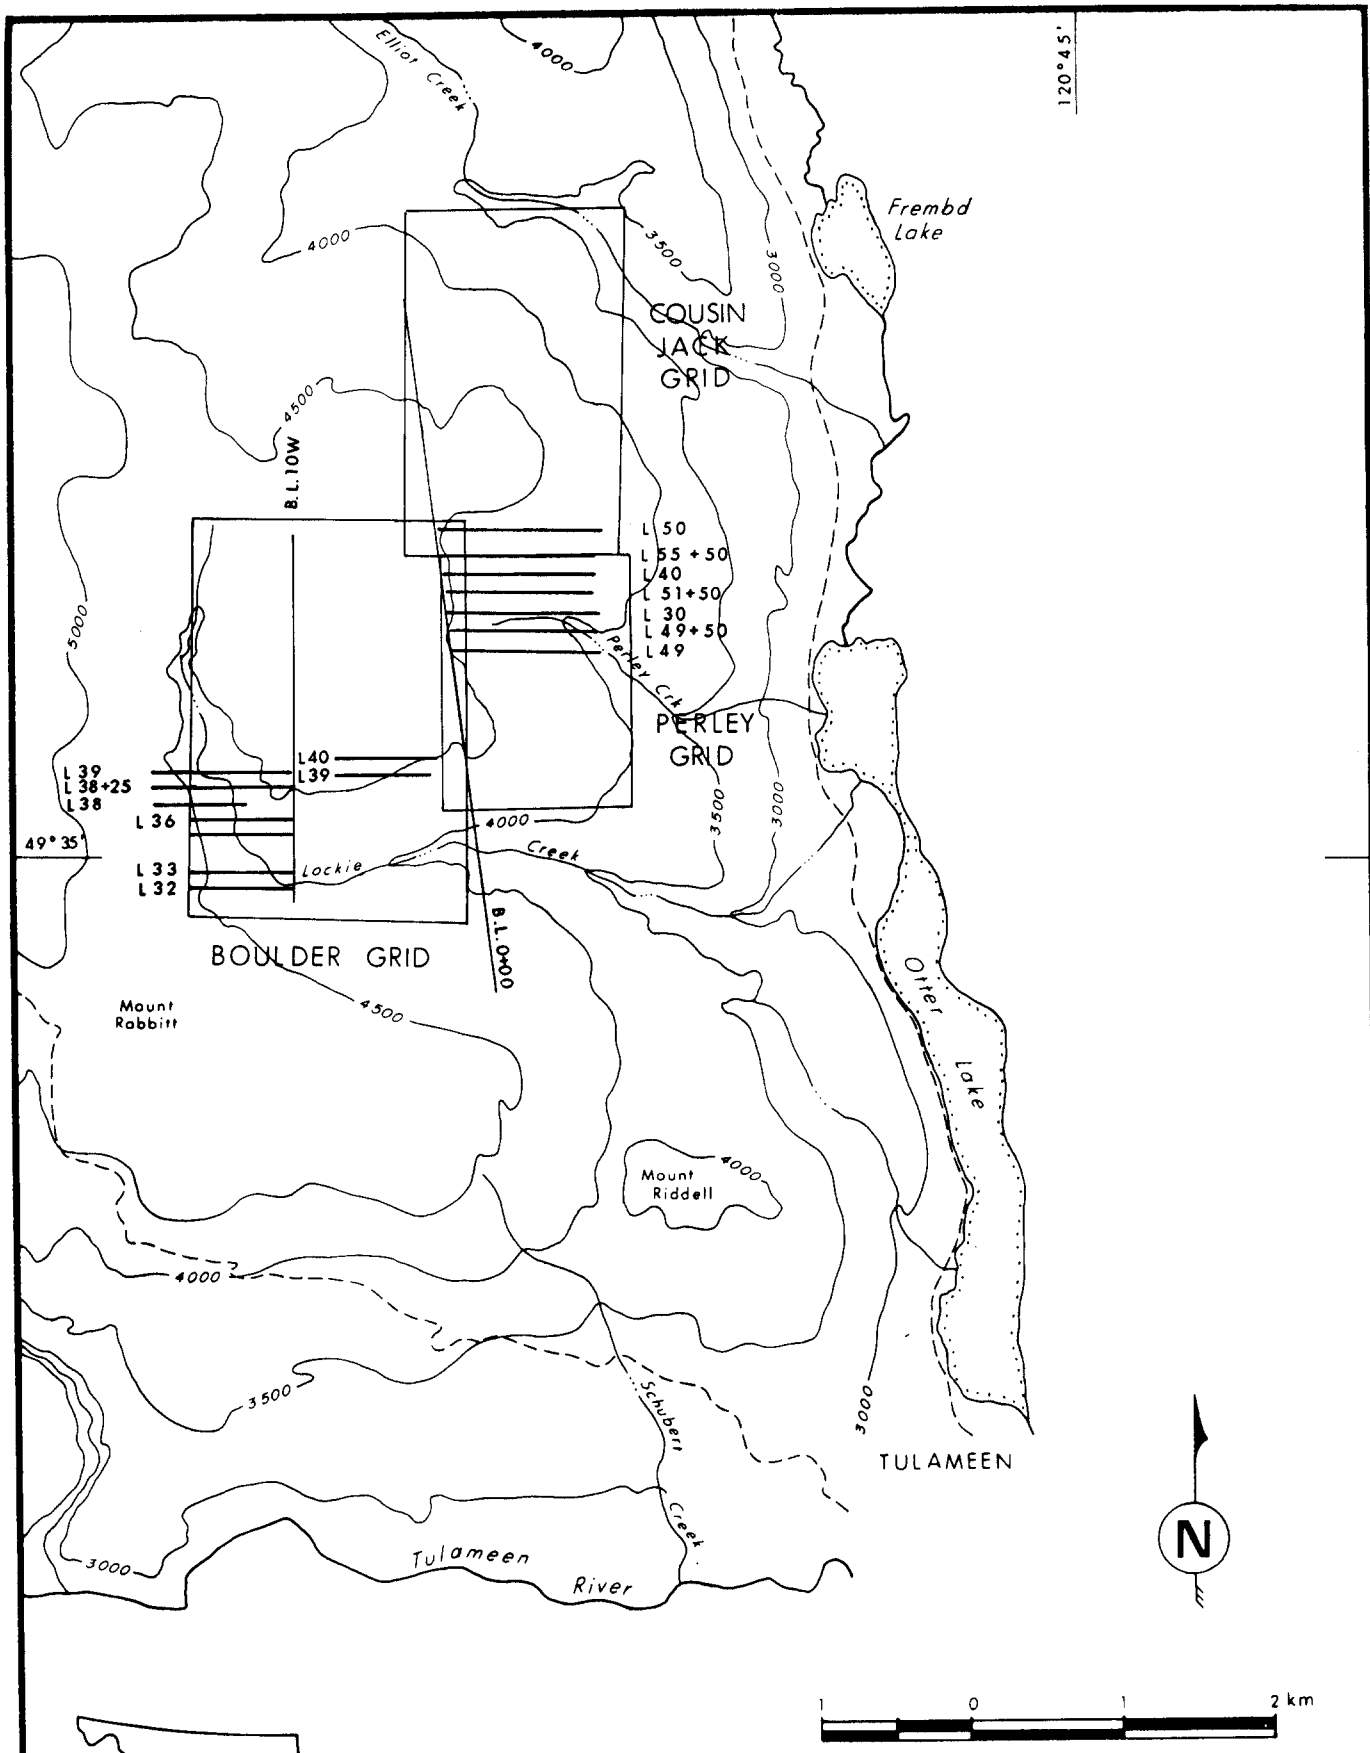 120°45'
Elliot Creek
4000
Frembd
Lake
4000
3500
3000
COUSIN
JACK
GRID
4500
B.L.10W
L 50
L 55 + 50
L 40
L 51+50
L 30
L 49+50
L 49
5000
Perley Crk
PERLEY
GRID
L40
L39
L 39
L 38+25
L 38
L 36
4000
3500
3000
49°35'
Lockie
Creek
L 33
L 32
B.L.0+00
BOULDER GRID
Otter
Lake
Mount
Rabbitt
4500
Mount
Riddell
4000
4000
3500
Schubert
Creek
3000
TULAMEEN
3000
Tulameen
River
N
1 0 1 2 km